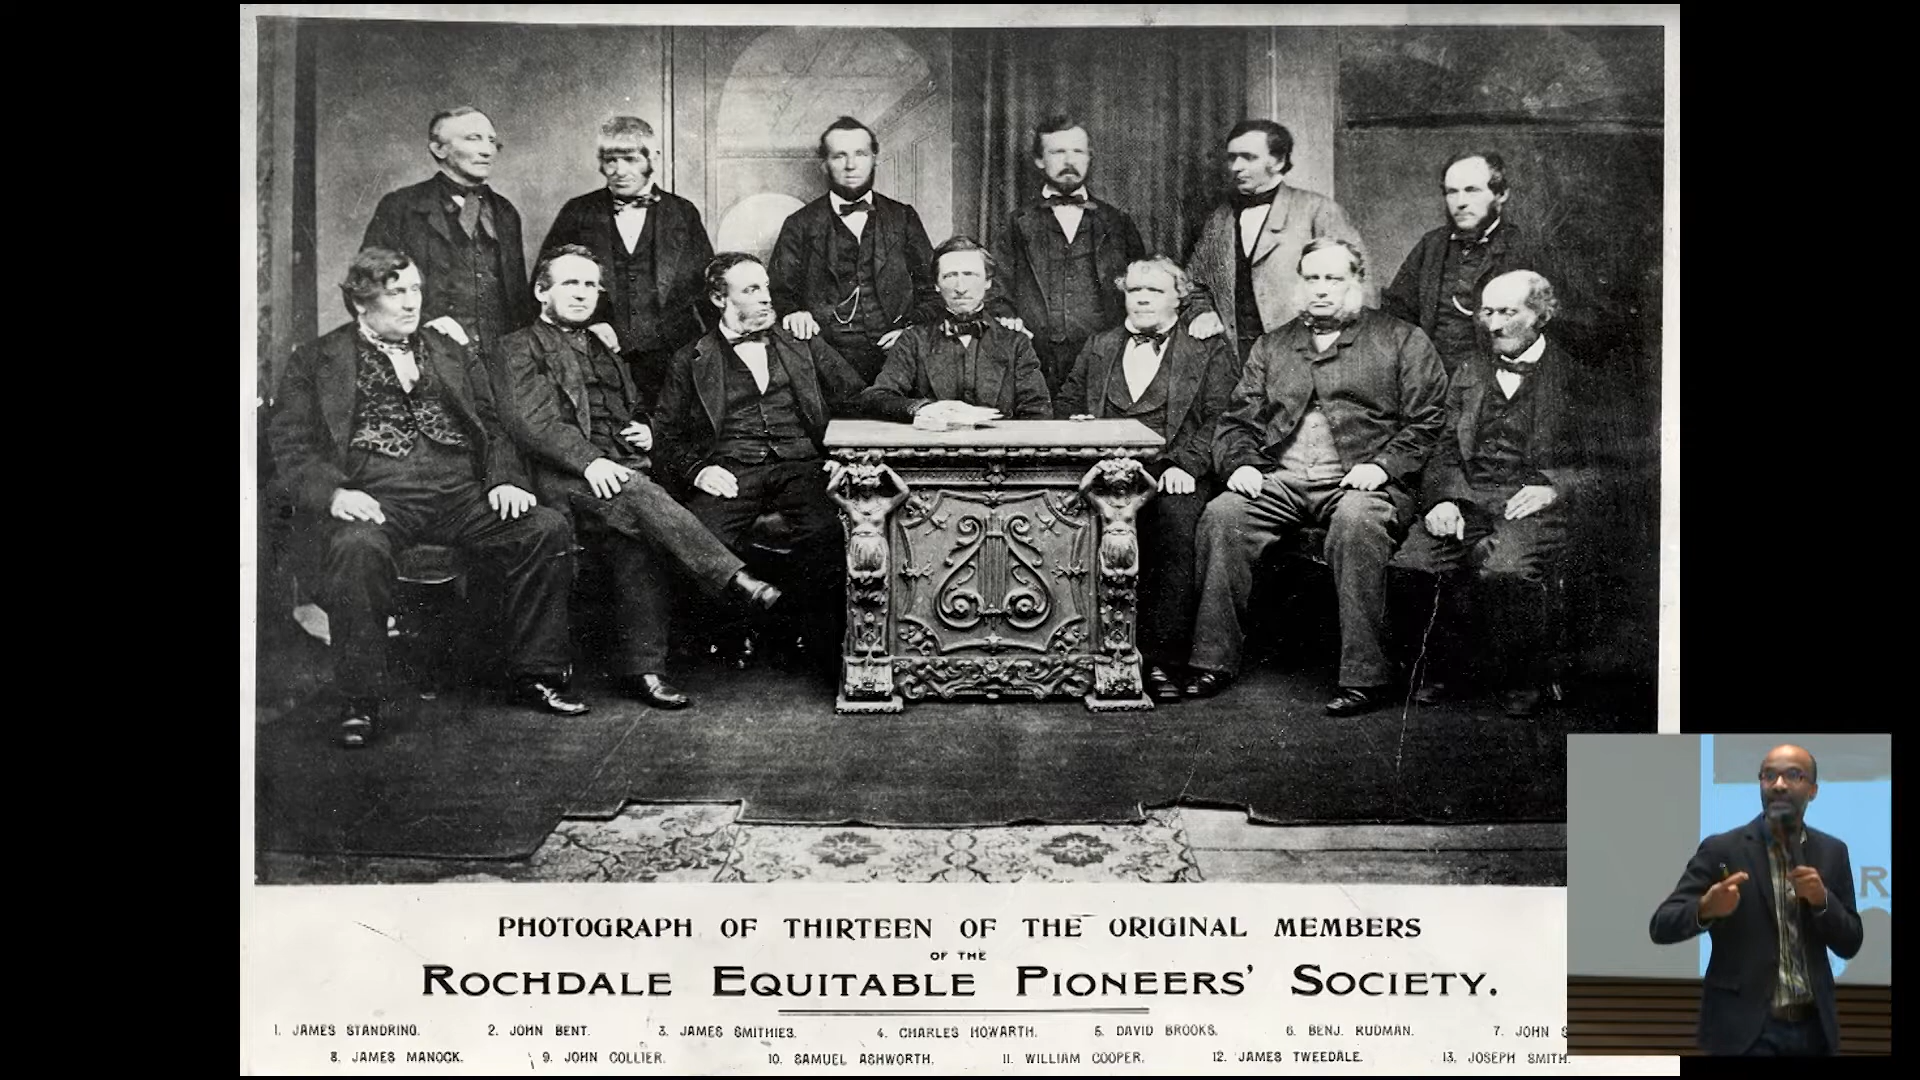 PHOTOGRAPH OF THIRTEEN OF THE ORIGINAL MEMBERS
OF THE
ROCHDALE EQUITABLE PIONEERS' SOCIETY.
1. JAMES STANDRING. 2. JOHN BENT. 3. JAMES SMITHIES. 4. CHARLES HOWARTH. 5. DAVID BROOKS. 6. BENJ. RUDMAN. 7. JOHN S
8. JAMES MANOCK. 9. JOHN COLLIER. 10. SAMUEL ASHWORTH. 11. WILLIAM COOPER. 12. JAMES TWEEDALE. 13. JOSEPH SMITH.
R